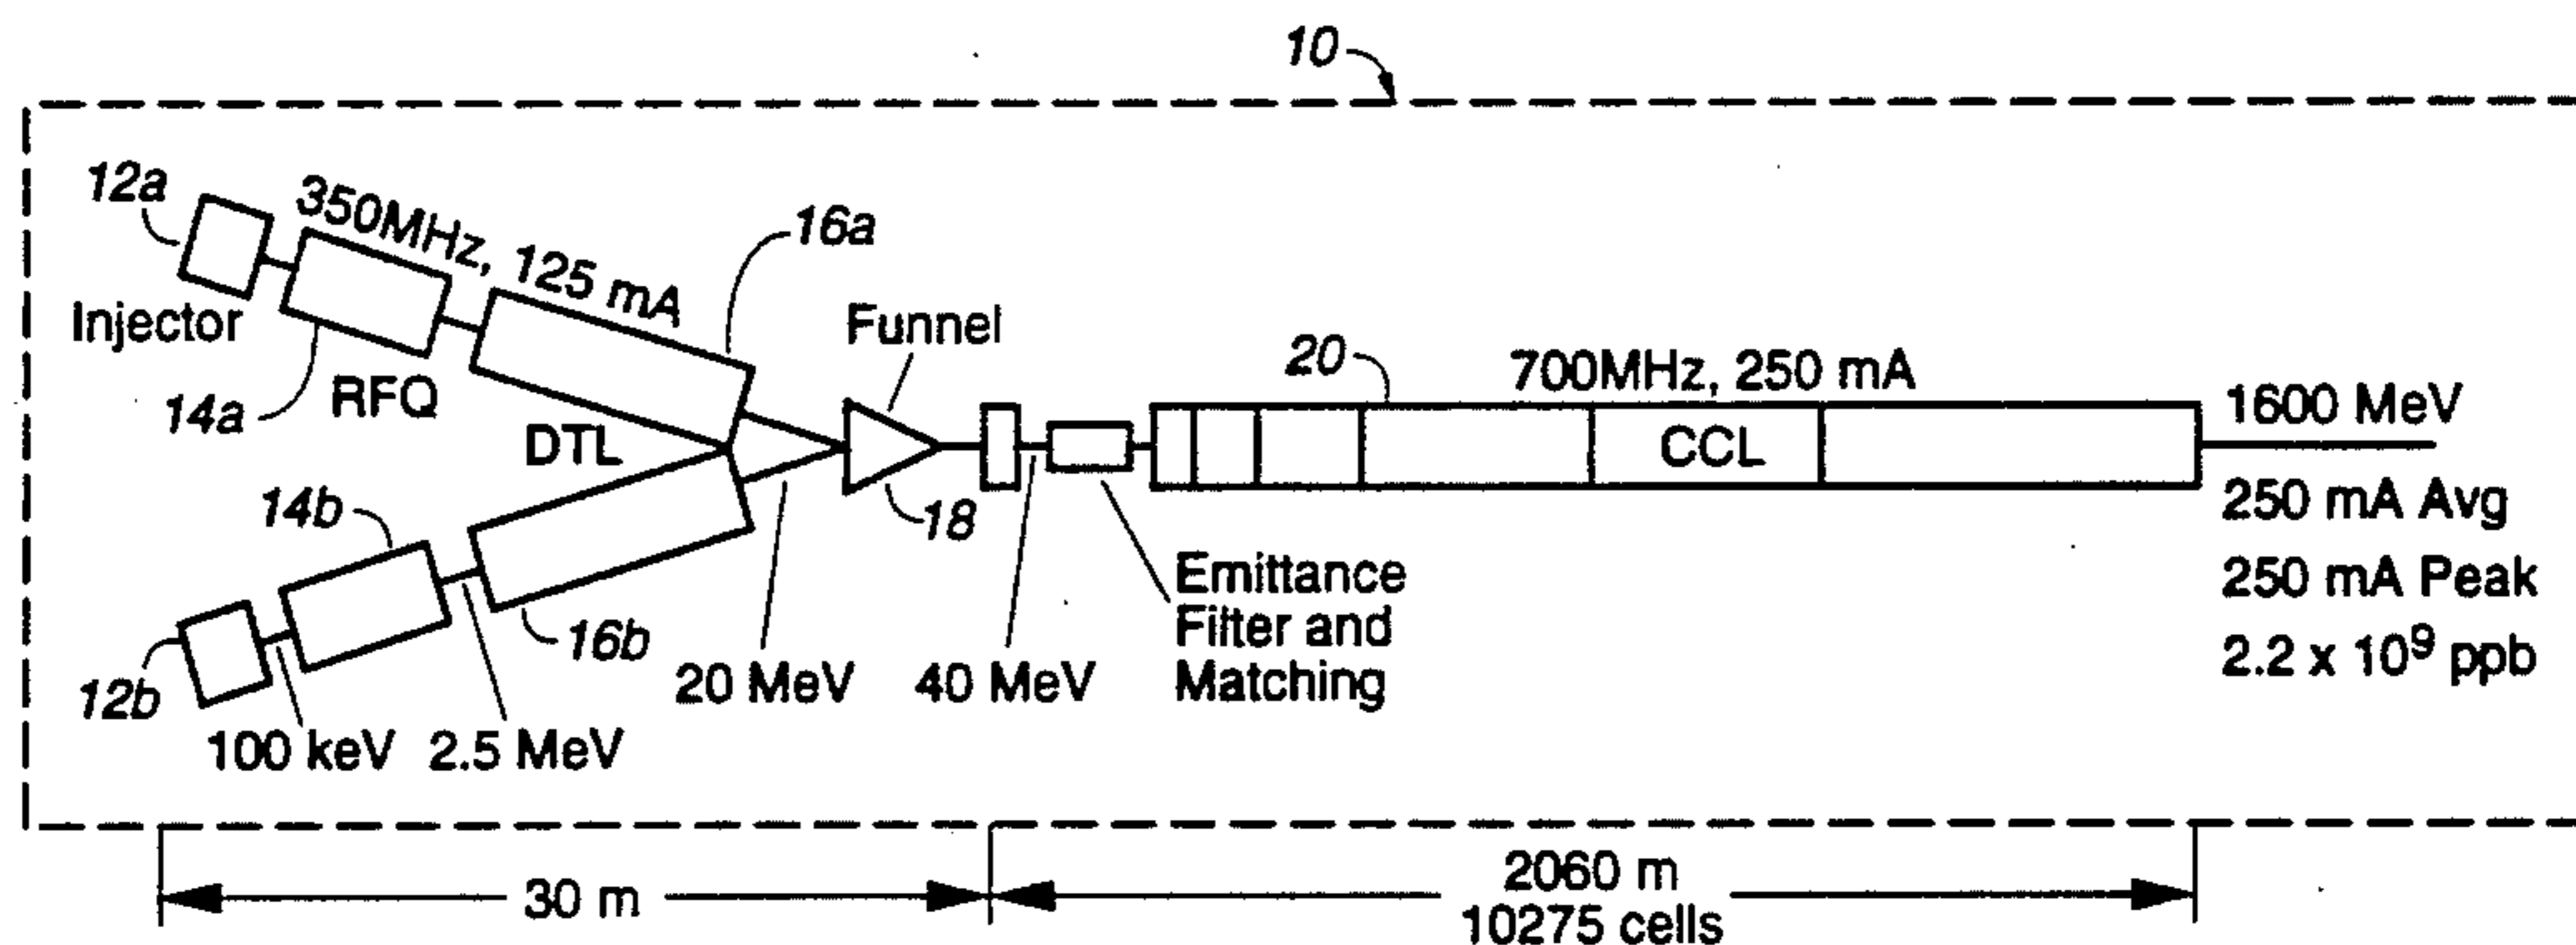 10
12a
350MHz, 125 mA
16a
Injector
14a
RFQ
DTL
Funnel
18
20
700MHz, 250 mA
CCL
1600 MeV
250 mA Avg
250 mA Peak
2.2 x 10⁹ ppb
14b
16b
12b
100 keV
2.5 MeV
20 MeV
40 MeV
Emittance
Filter and
Matching
30 m
2060 m
10275 cells